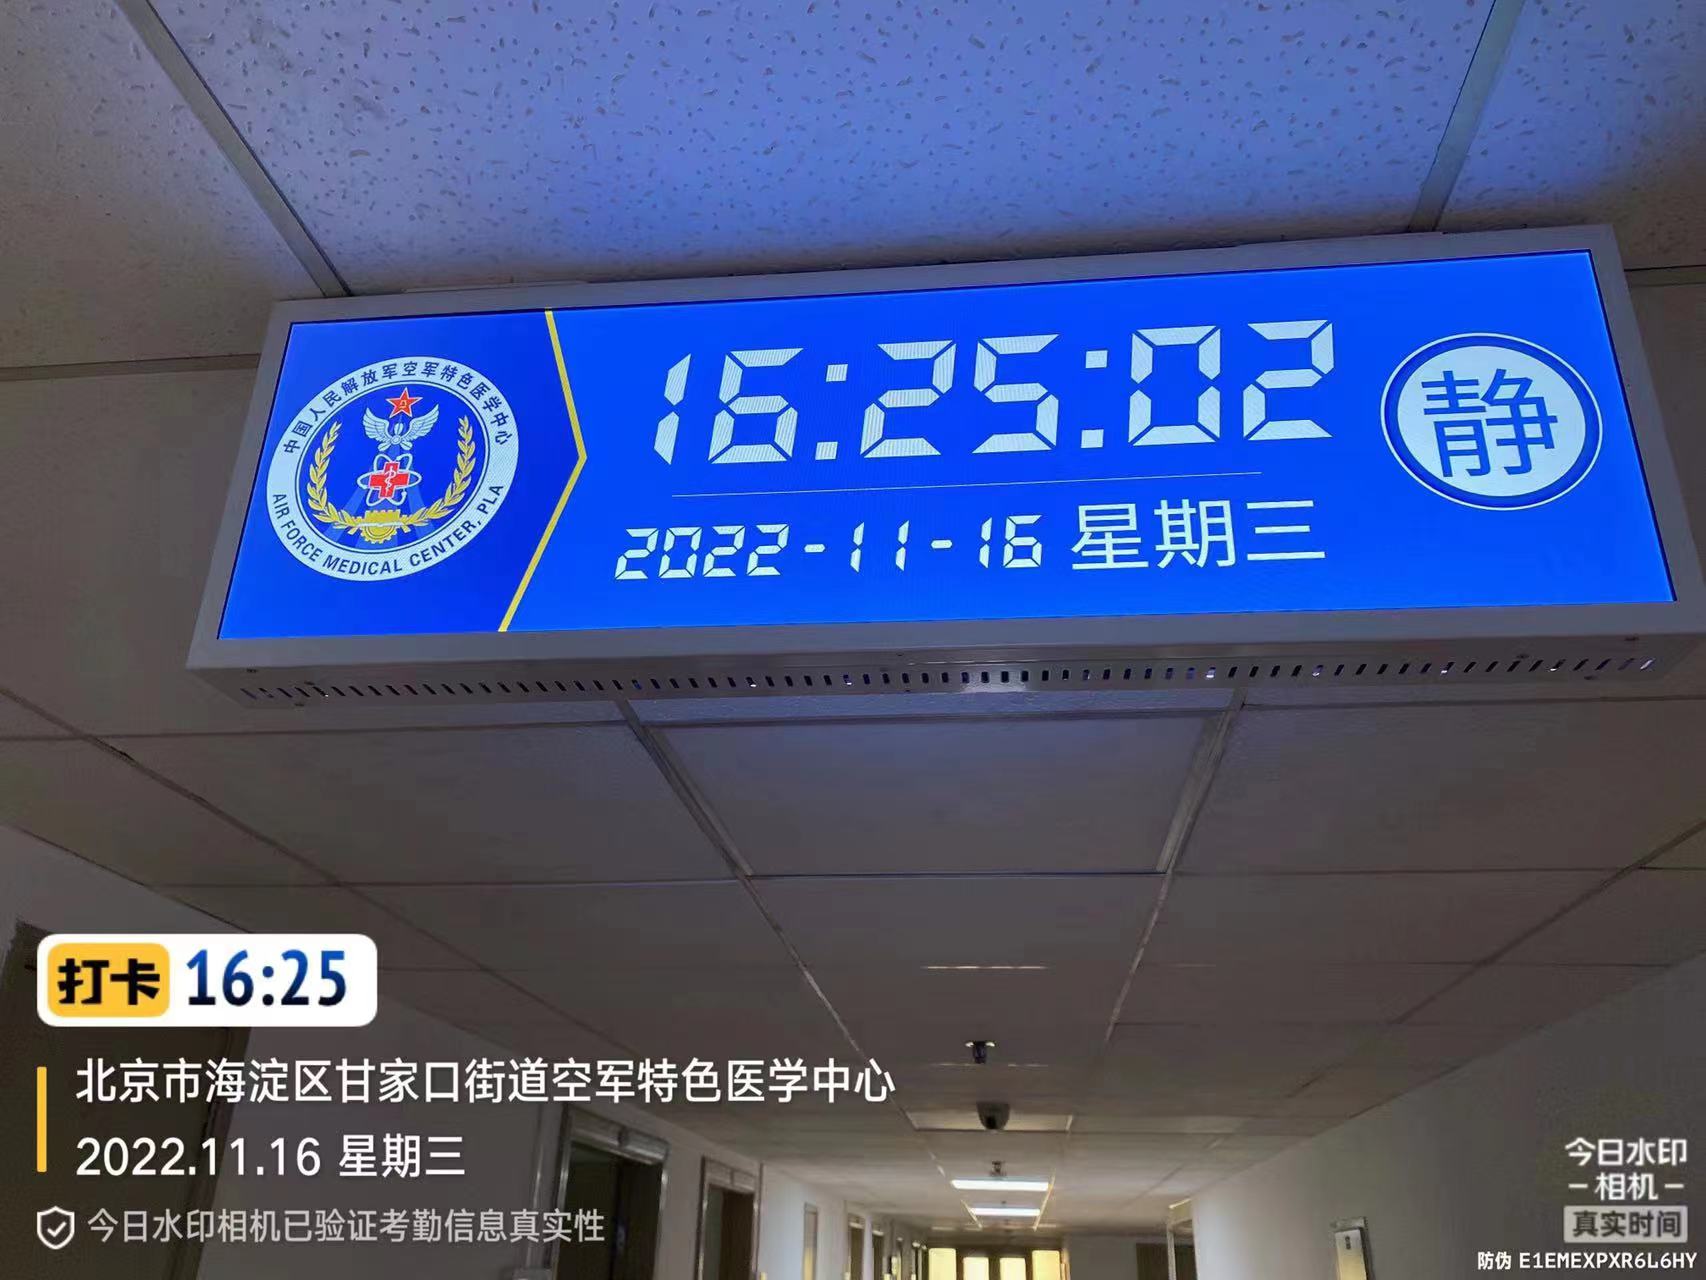 中国人民解放军空军特色医学中心
AIR FORCE MEDICAL CENTER, PLA
16:25:02
2022-11-16 星期三
静
打卡 16:25
北京市海淀区甘家口街道空军特色医学中心
2022.11.16 星期三
今日水印相机已验证考勤信息真实性
今日水印
-相机-
真实时间
防伪 E1EMEXPXR6L6HY